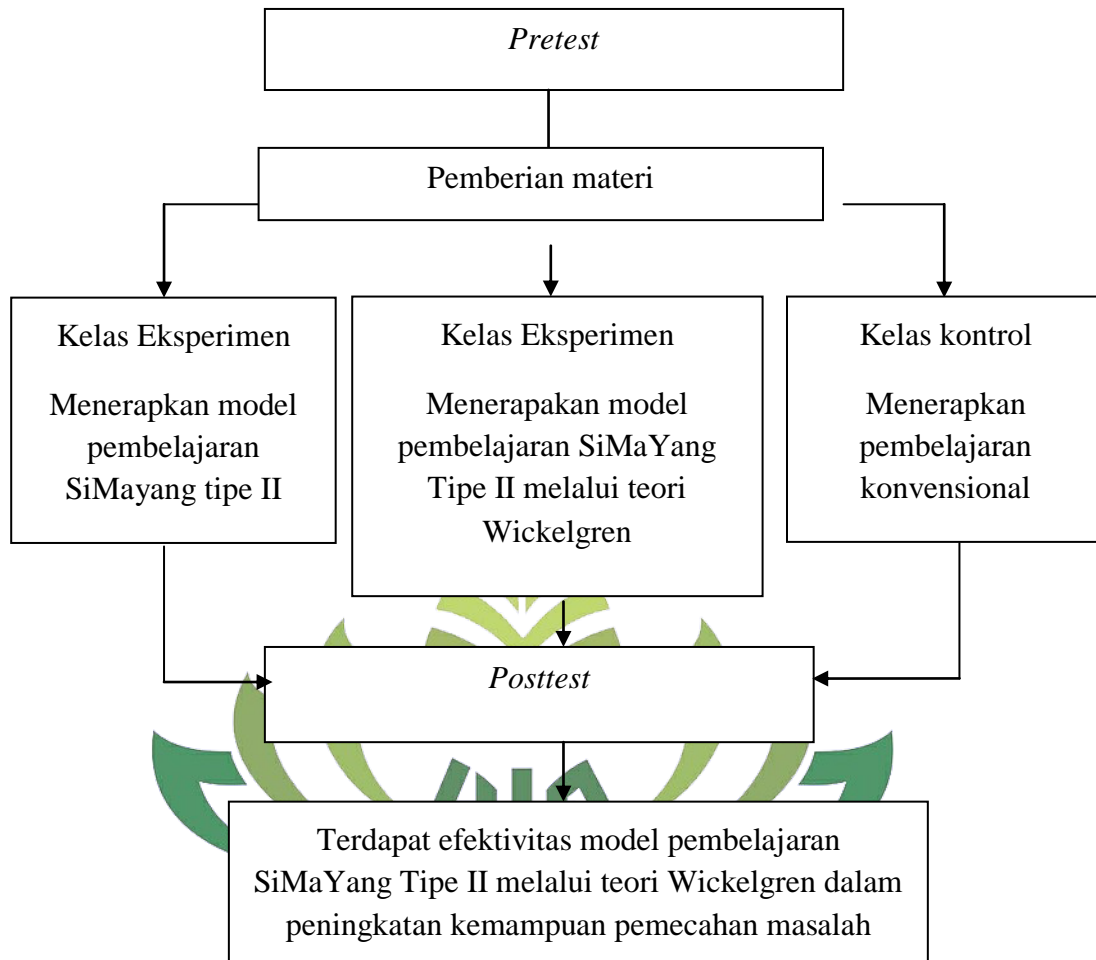 Pretest
Pemberian materi
Kelas Eksperimen
Menerapkan model
pembelajaran
SiMayang tipe II
Kelas Eksperimen
Menerapakan model
pembelajaran SiMaYang
Tipe II melalui teori
Wickelgren
Kelas kontrol
Menerapkan
pembelajaran
konvensional
Posttest
Terdapat efektivitas model pembelajaran
SiMaYang Tipe II melalui teori Wickelgren dalam
peningkatan kemampuan pemecahan masalah